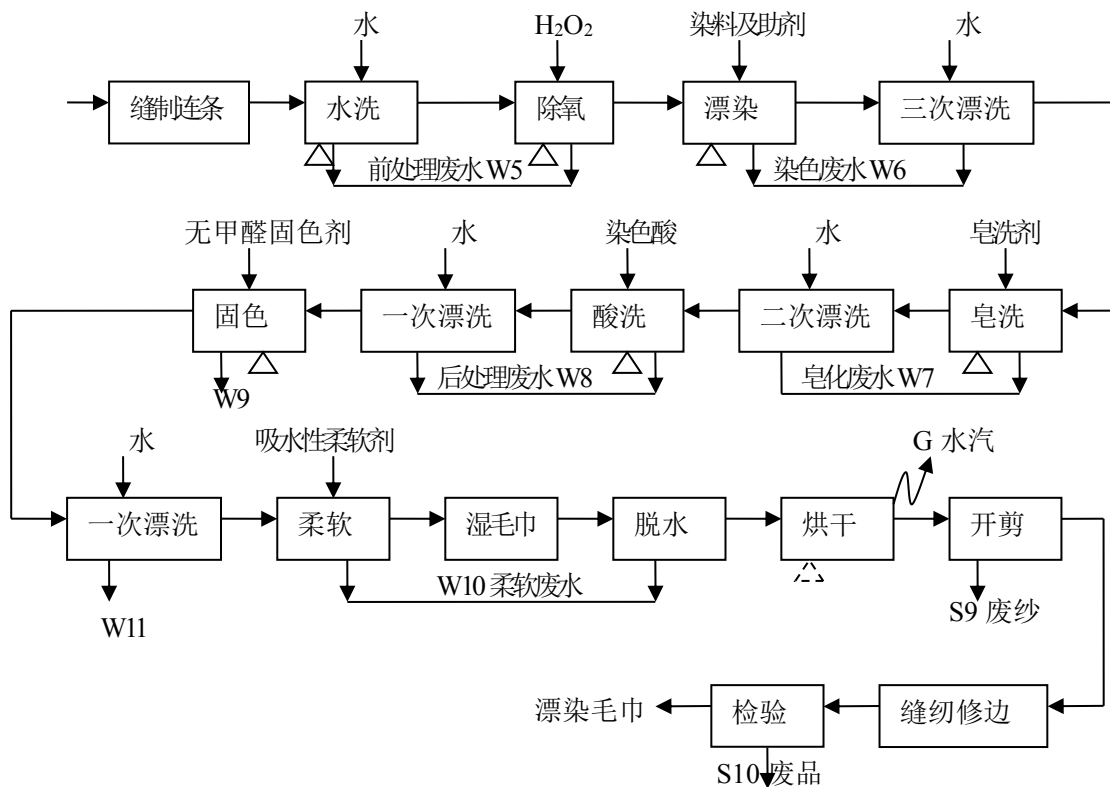 水 H₂O₂ 染料及助剂 水
缝制连条 水洗 除氧 漂染 三次漂洗
前处理废水 W5 染色废水 W6
无甲醛固色剂 水 染色酸 水 皂洗剂
固色 一次漂洗 酸洗 二次漂洗 皂洗
W9 后处理废水 W8 皂化废水 W7
水 吸水性柔软剂 G 水汽
一次漂洗 柔软 湿毛巾 脱水 烘干 开剪
W11 W10 柔软废水 S9 废纱
漂染毛巾 检验 缝纫修边
S10 废品